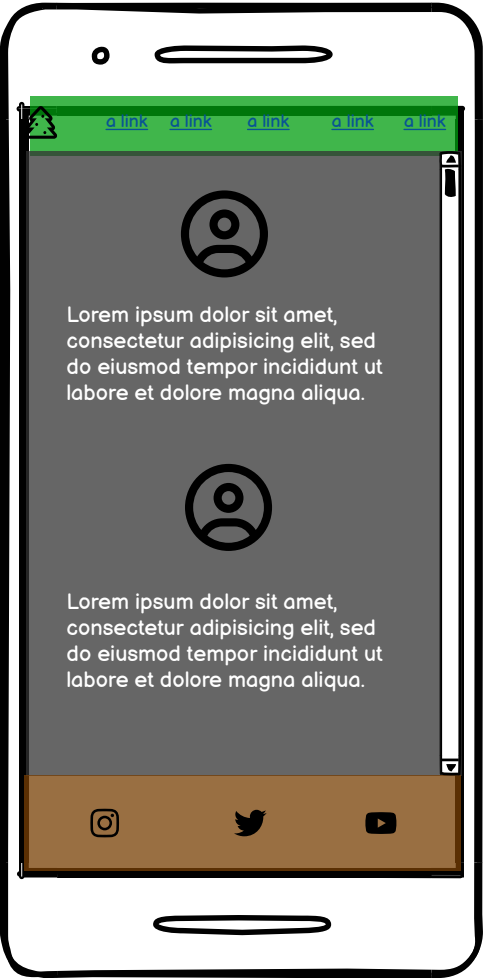 a link a link a link a link a link
Lorem ipsum dolor sit amet,
consectetur adipisicing elit, sed
do eiusmod tempor incididunt ut
labore et dolore magna aliqua.
Lorem ipsum dolor sit amet,
consectetur adipisicing elit, sed
do eiusmod tempor incididunt ut
labore et dolore magna aliqua.